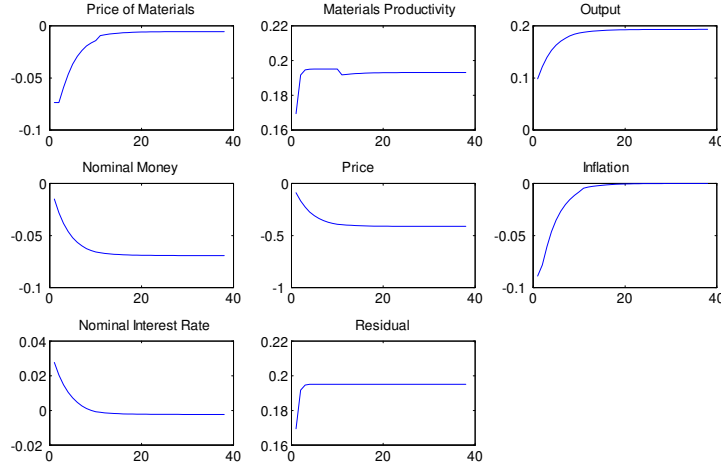 Price of Materials
0
-0.05
-0.1
0 20 40
Materials Productivity
0.22
0.2
0.18
0.16
0 20 40
Output
0.2
0.1
0
0 20 40
Nominal Money
0
-0.05
-0.1
0 20 40
Price
0
-0.5
-1
0 20 40
Inflation
0
-0.05
-0.1
0 20 40
Nominal Interest Rate
0.04
0.02
0
-0.02
0 20 40
Residual
0.22
0.2
0.18
0.16
0 20 40